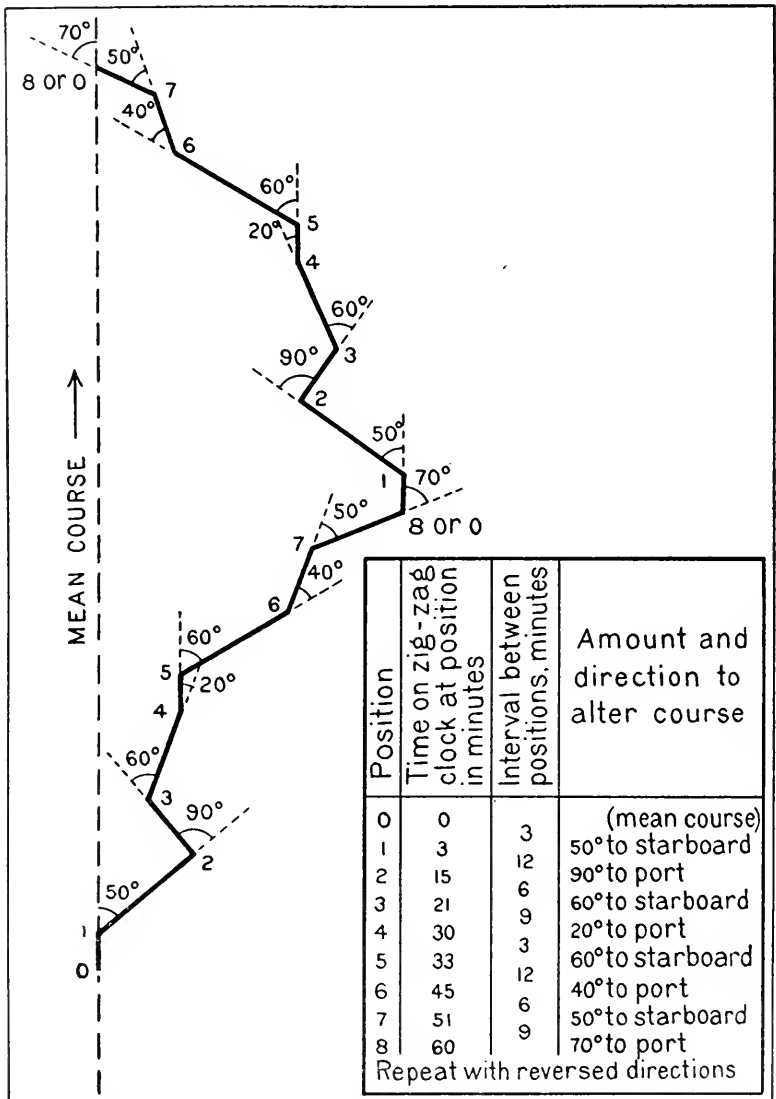 70°
50°
8 or 0
7
40°
6
60°
5
20°
4
60°
3
90°
2
50°
1
70°
8 or 0
50°
7
40°
6
60°
5
20°
4
60°
3
90°
2
50°
1
0
MEAN COURSE
Position
Time on zig-zag
clock at position
in minutes
Interval between
positions, minutes
Amount and
direction to
alter course
0 0 (mean course)
3
1 3 50° to starboard
12
2 15 90° to port
6
3 21 60° to starboard
9
4 30 20° to port
3
5 33 60° to starboard
12
6 45 40° to port
6
7 51 50° to starboard
9
8 60 70° to port
Repeat with reversed directions